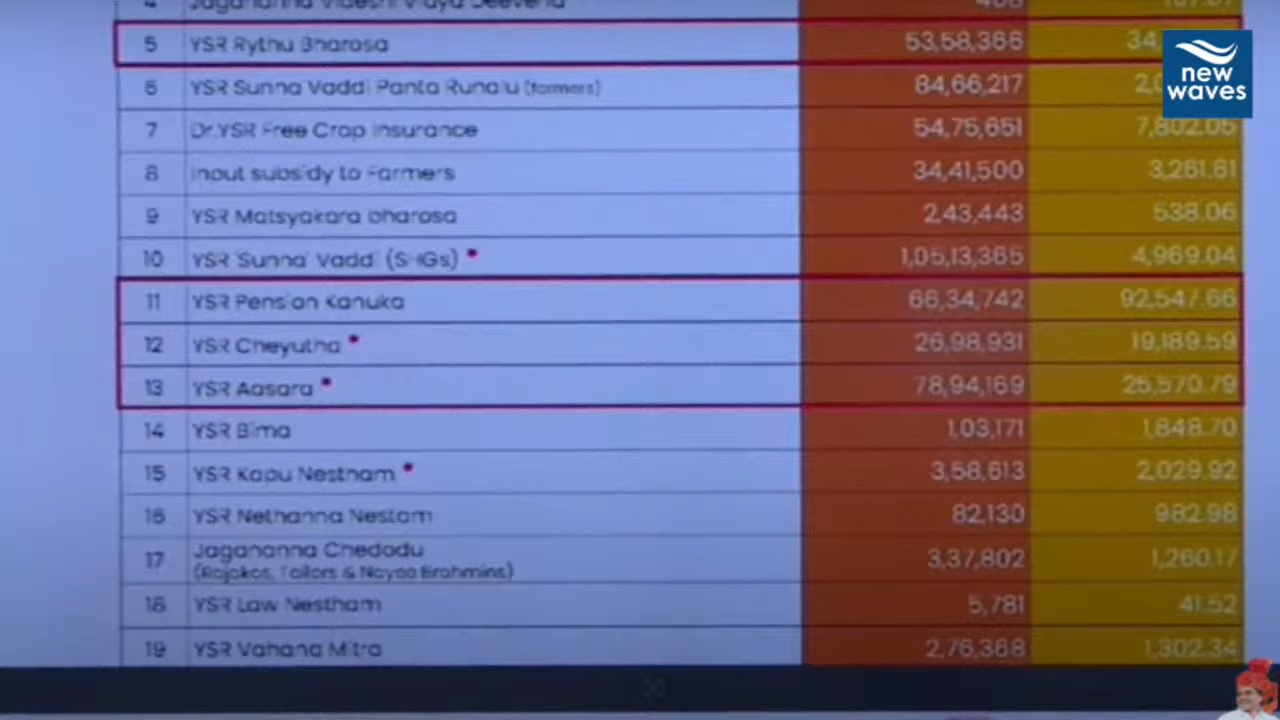 5 YSR Rythu Bharosa 53,58,366 34,
6 YSR Sunna Vaddi Panta Runalu (farmers) 84,66,217 2,0
7 Dr.YSR Free Crop Insurance 54,75,651 7,802.05
8 Input subsidy to Farmers 34,41,500 3,261.61
9 YSR Matsyakara bharosa 2,43,443 538.06
10 YSR 'Sunna' Vaddi (SHGs) * 1,05,13,365 4,969.04
11 YSR Pension Kanuka 66,34,742 92,547.66
12 YSR Cheyutha * 26,98,931 19,189.59
13 YSR Aasara * 78,94,169 25,570.79
14 YSR Bima 1,03,171 1,848.70
15 YSR Kapu Nestham * 3,58,613 2,029.92
16 YSR Nethanna Nestam 82,130 982.98
17 Jagananna Chedodu 3,37,802 1,260.17
(Rajakas, Tailors & Nayee Brahmins)
18 YSR Law Nestham 5,781 41.52
19 YSR Vahana Mitra 2,76,368 1,302.34
new
waves